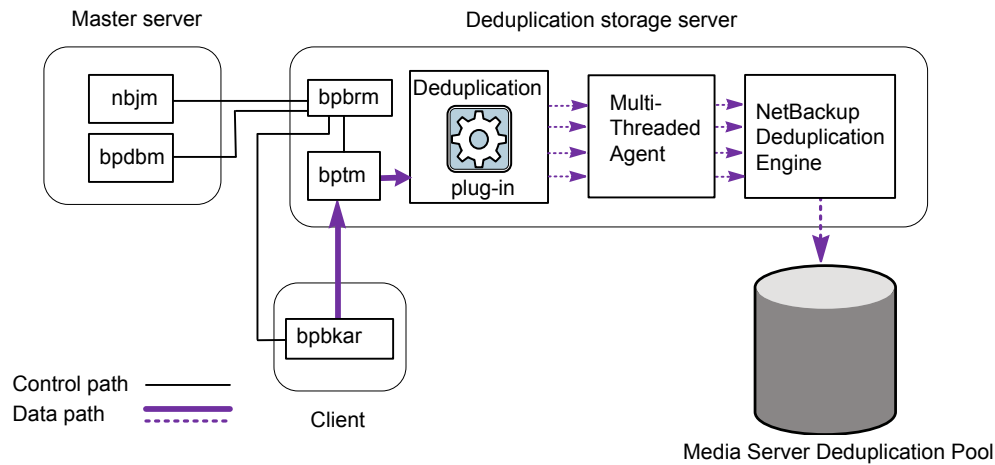 Master server
Deduplication storage server
nbjm
bpdbm
bpbrm
bptm
Deduplication
plug-in
Multi-
Threaded
Agent
NetBackup
Deduplication
Engine
bpbkar
Client
Control path
Data path
Media Server Deduplication Pool